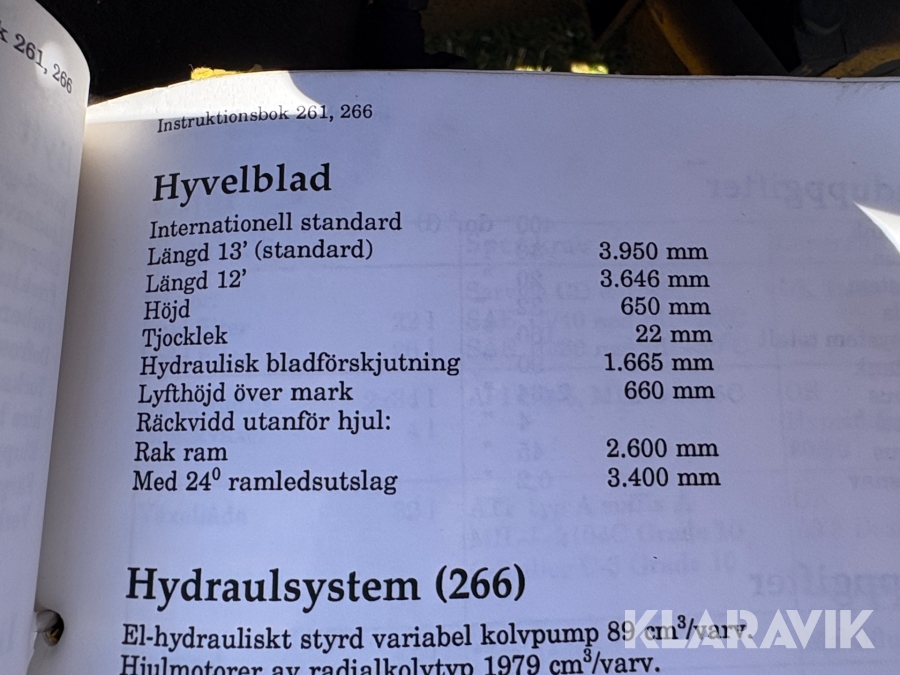 k 261, 266
Instruktionsbok 261, 266
Hyvelblad
Internationell standard
Längd 13' (standard) 3.950 mm
Längd 12' 3.646 mm
Höjd 650 mm
Tjocklek 22 mm
Hydraulisk bladförskjutning 1.665 mm
Lyfthöjd över mark 660 mm
Räckvidd utanför hjul:
Rak ram 2.600 mm
Med 24⁰ ramledsutslag 3.400 mm
Hydraulsystem (266)
El-hydrauliskt styrd variabel kolvpump 89 cm³/varv.
Hjulmotorer av radialkolvtyp 1979 cm³/varv.
KLARAVIK